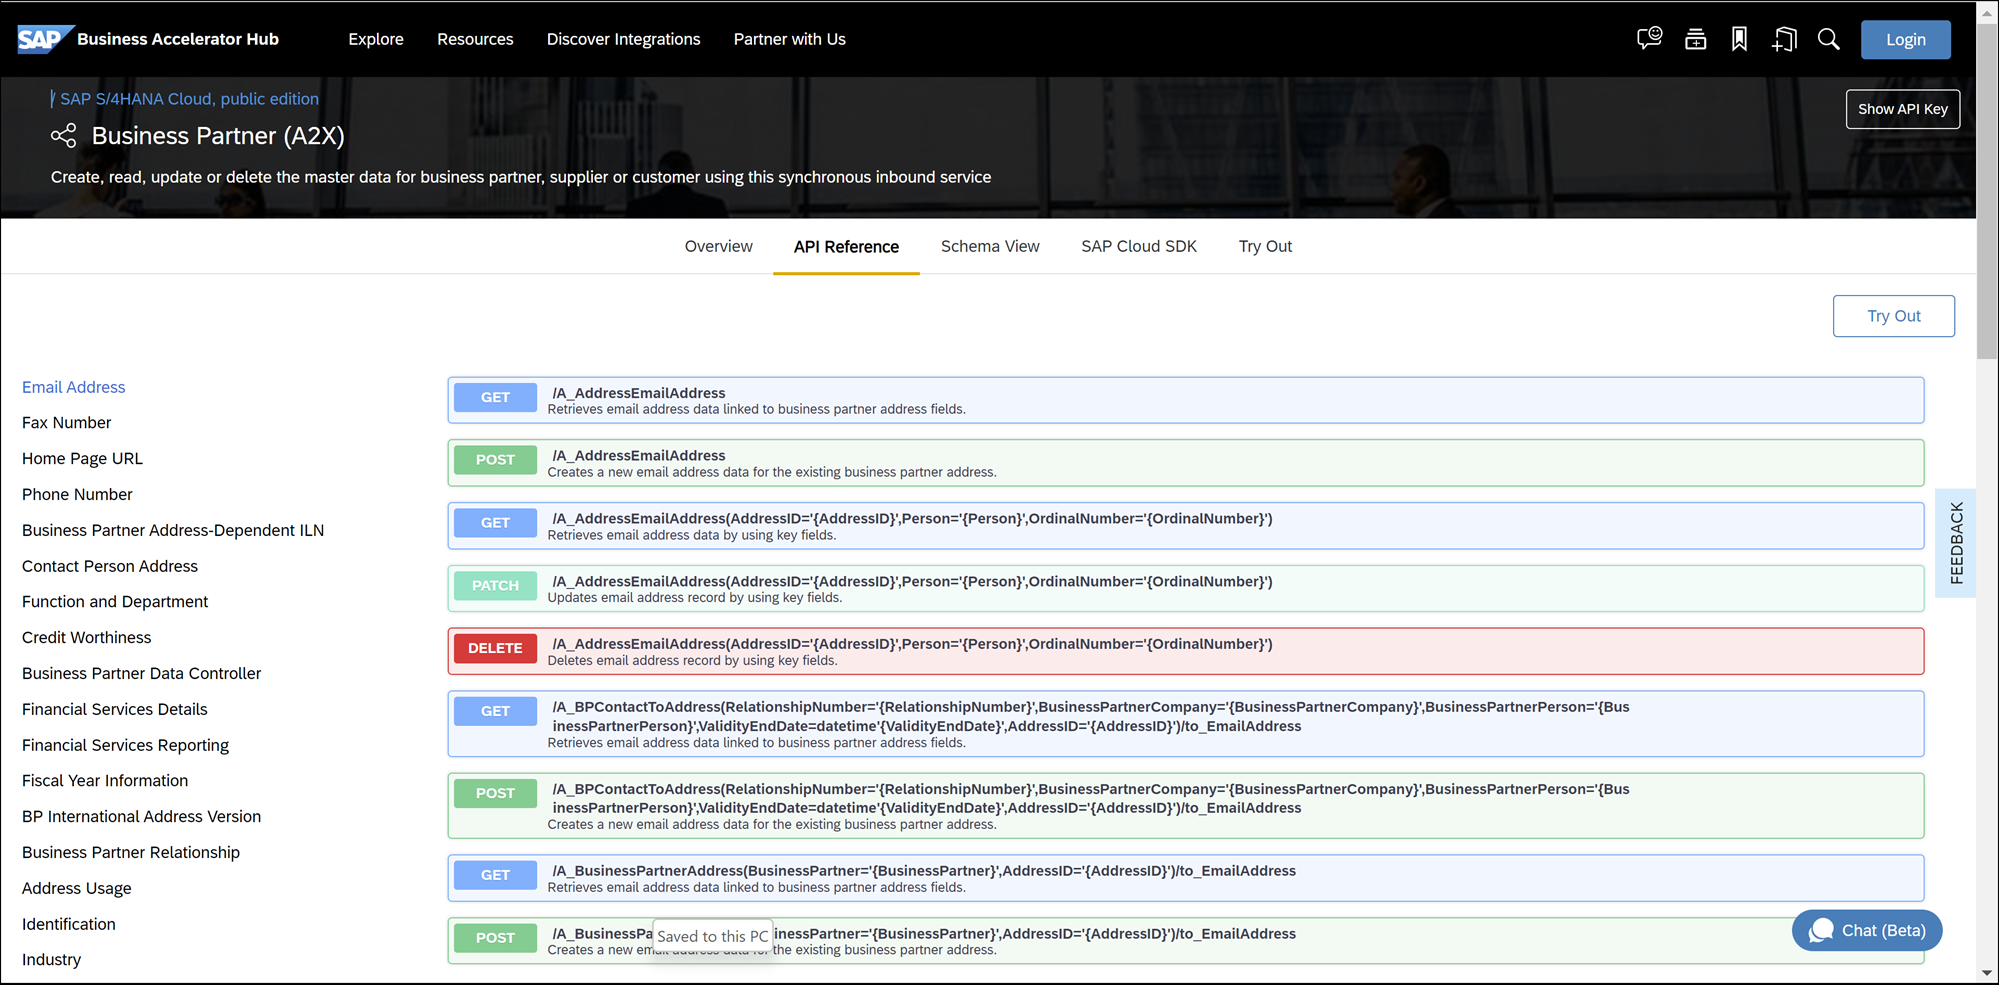 SAP Business Accelerator Hub Explore Resources Discover Integrations Partner with Us Login
/ SAP S/4HANA Cloud, public edition
Show API Key
Business Partner (A2X)
Create, read, update or delete the master data for business partner, supplier or customer using this synchronous inbound service
Overview API Reference Schema View SAP Cloud SDK Try Out
Try Out
Email Address
Fax Number
Home Page URL
Phone Number
Business Partner Address-Dependent ILN
Contact Person Address
Function and Department
Credit Worthiness
Business Partner Data Controller
Financial Services Details
Financial Services Reporting
Fiscal Year Information
BP International Address Version
Business Partner Relationship
Address Usage
Identification
Industry
GET /A_AddressEmailAddress
Retrieves email address data linked to business partner address fields.
POST /A_AddressEmailAddress
Creates a new email address data for the existing business partner address.
GET /A_AddressEmailAddress(AddressID='{AddressID}',Person='{Person}',OrdinalNumber='{OrdinalNumber}')
Retrieves email address data by using key fields.
PATCH /A_AddressEmailAddress(AddressID='{AddressID}',Person='{Person}',OrdinalNumber='{OrdinalNumber}')
Updates email address record by using key fields.
DELETE /A_AddressEmailAddress(AddressID='{AddressID}',Person='{Person}',OrdinalNumber='{OrdinalNumber}')
Deletes email address record by using key fields.
GET /A_BPContactToAddress(RelationshipNumber='{RelationshipNumber}',BusinessPartnerCompany='{BusinessPartnerCompany}',BusinessPartnerPerson='{Bus
inessPartnerPerson}',ValidityEndDate=datetime'{ValidityEndDate}',AddressID='{AddressID}')/to_EmailAddress
Retrieves email address data linked to business partner address fields.
POST /A_BPContactToAddress(RelationshipNumber='{RelationshipNumber}',BusinessPartnerCompany='{BusinessPartnerCompany}',BusinessPartnerPerson='{Bus
inessPartnerPerson}',ValidityEndDate=datetime'{ValidityEndDate}',AddressID='{AddressID}')/to_EmailAddress
Creates a new email address data for the existing business partner address.
GET /A_BusinessPartnerAddress(BusinessPartner='{BusinessPartner}',AddressID='{AddressID}')/to_EmailAddress
Retrieves email address data linked to business partner address fields.
POST /A_BusinessPa Saved to this PC inessPartner='{BusinessPartner}',AddressID='{AddressID}')/to_EmailAddress
Creates a new email address data for the existing business partner address.
FEEDBACK
Chat (Beta)